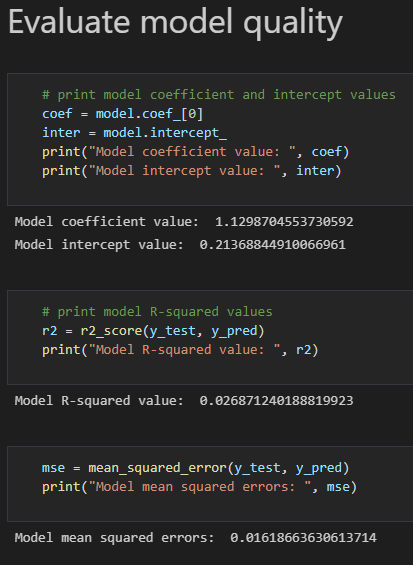 Evaluate model quality
# print model coefficient and intercept values
coef = model.coef_[0]
inter = model.intercept_
print("Model coefficient value: ", coef)
print("Model intercept value: ", inter)
Model coefficient value:  1.1298704553730592
Model intercept value:  0.21368844910066961
# print model R-squared values
r2 = r2_score(y_test, y_pred)
print("Model R-squared value: ", r2)
Model R-squared value:  0.026871240188819923
mse = mean_squared_error(y_test, y_pred)
print("Model mean squared errors: ", mse)
Model mean squared errors:  0.01618663630613714